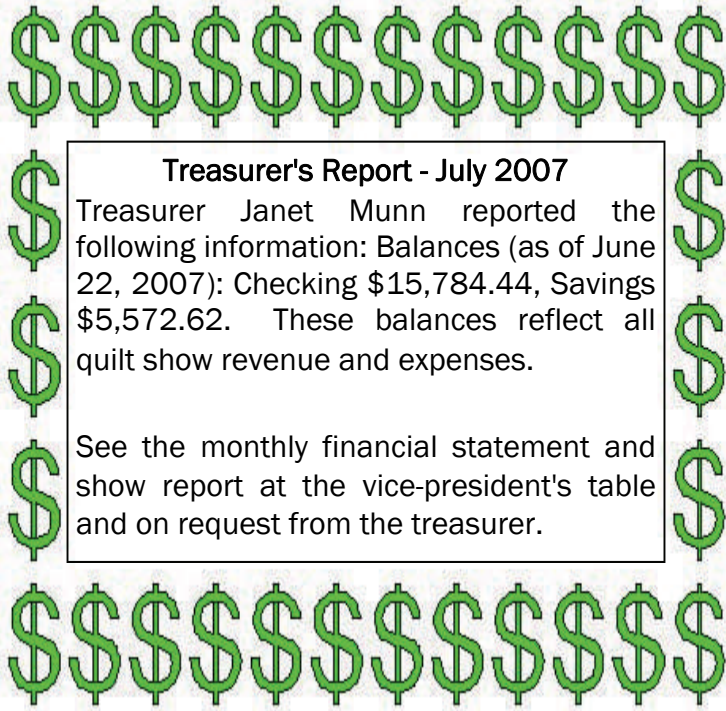 Treasurer's Report - July 2007
Treasurer Janet Munn reported the
following information: Balances (as of June
22, 2007): Checking $15,784.44, Savings
$5,572.62. These balances reflect all
quilt show revenue and expenses.
See the monthly financial statement and
show report at the vice-president's table
and on request from the treasurer.